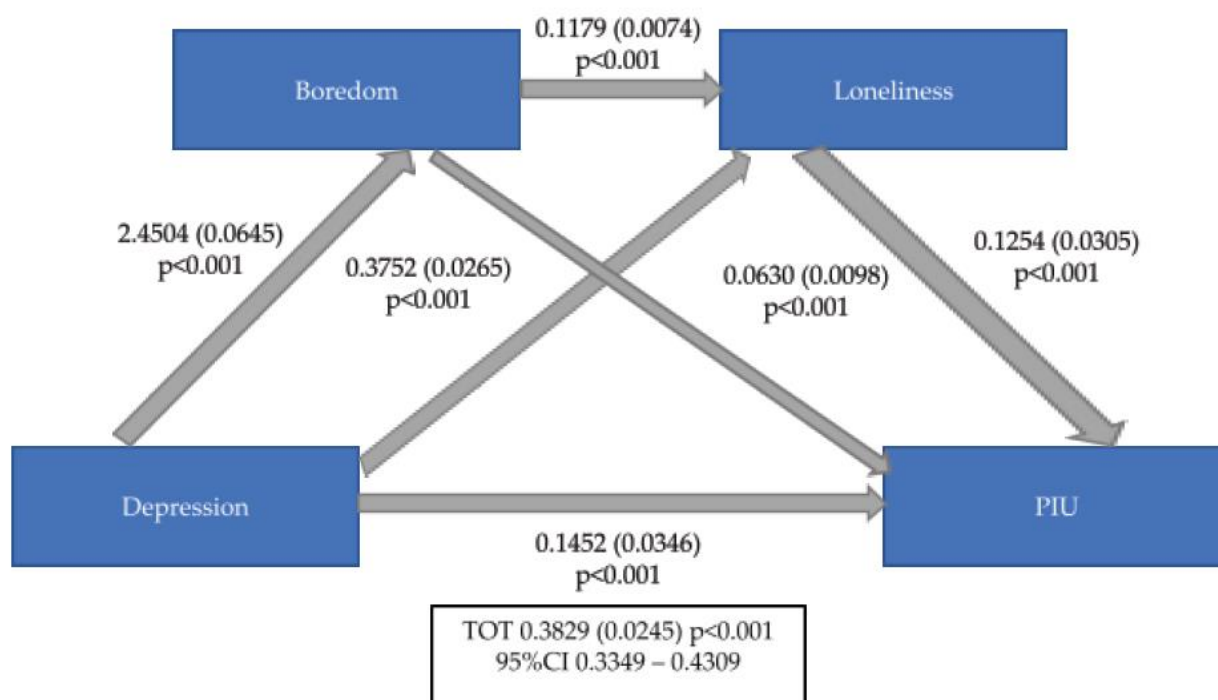 0.1179 (0.0074)
p<0.001
Boredom
Loneliness
2.4504 (0.0645)
p<0.001
0.3752 (0.0265)
p<0.001
0.0630 (0.0098)
p<0.001
0.1254 (0.0305)
p<0.001
Depression
PIU
0.1452 (0.0346)
p<0.001
TOT 0.3829 (0.0245) p<0.001
95%CI 0.3349 – 0.4309